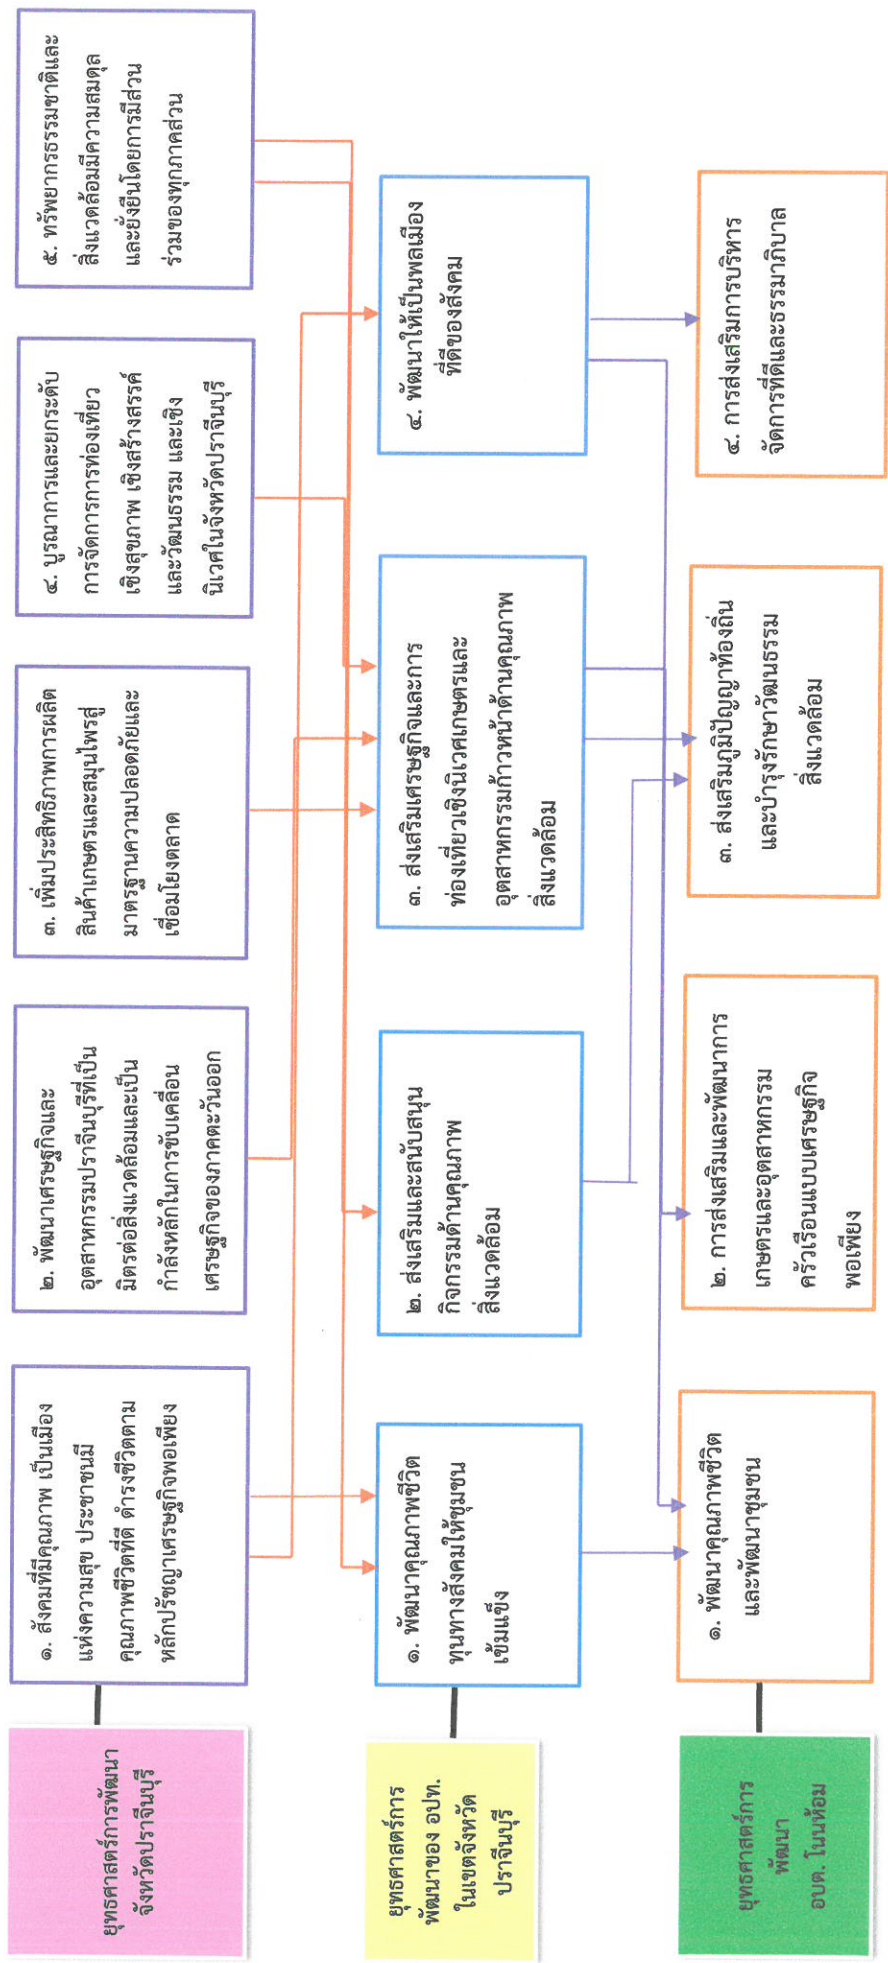 ยุทธศาสตร์การพัฒนา
จังหวัดปราจีนบุรี
๑. สังคมที่มีคุณภาพ เป็นเมือง
แห่งความสุข ประชาชนมี
คุณภาพชีวิตที่ดี ดำรงชีวิตตาม
หลักปรัชญาเศรษฐกิจพอเพียง
๒. พัฒนาเศรษฐกิจและ
อุตสาหกรรมปราจีนบุรีที่เป็น
มิตรต่อสิ่งแวดล้อมและเป็น
กำลังหลักในการขับเคลื่อน
เศรษฐกิจของภาคตะวันออก
๓. เพิ่มประสิทธิภาพการผลิต
สินค้าเกษตรและสมุนไพรสู่
มาตรฐานความปลอดภัยและ
เชื่อมโยงตลาด
๔. บูรณาการและยกระดับ
การจัดการการท่องเที่ยว
เชิงสุขภาพ เชิงสร้างสรรค์
และวัฒนธรรม และเชิง
นิเวศในจังหวัดปราจีนบุรี
๕. ทรัพยากรธรรมชาติและ
สิ่งแวดล้อมมีความสมดุล
และยั่งยืนโดยการมีส่วน
ร่วมของทุกภาคส่วน
ยุทธศาสตร์การ
พัฒนาของ อปท.
ในเขตจังหวัด
ปราจีนบุรี
๑. พัฒนาคุณภาพชีวิต
ทุนทางสังคมให้ชุมชน
เข้มแข็ง
๒. ส่งเสริมและสนับสนุน
กิจกรรมด้านคุณภาพ
สิ่งแวดล้อม
๓. ส่งเสริมเศรษฐกิจและการ
ท่องเที่ยวเชิงนิเวศเกษตรและ
อุตสาหกรรมก้าวหน้าด้านคุณภาพ
สิ่งแวดล้อม
๔. พัฒนาให้เป็นพลเมือง
ที่ดีของสังคม
ยุทธศาสตร์การ
พัฒนา
อบต. โนนห้อม
๑. พัฒนาคุณภาพชีวิต
และพัฒนาชุมชน
๒. การส่งเสริมและพัฒนาการ
เกษตรและอุตสาหกรรม
ครัวเรือนแบบเศรษฐกิจ
พอเพียง
๓. ส่งเสริมภูมิปัญญาท้องถิ่น
และบำรุงรักษาวัฒนธรรม
สิ่งแวดล้อม
๔. การส่งเสริมการบริหาร
จัดการที่ดีและธรรมาภิบาล